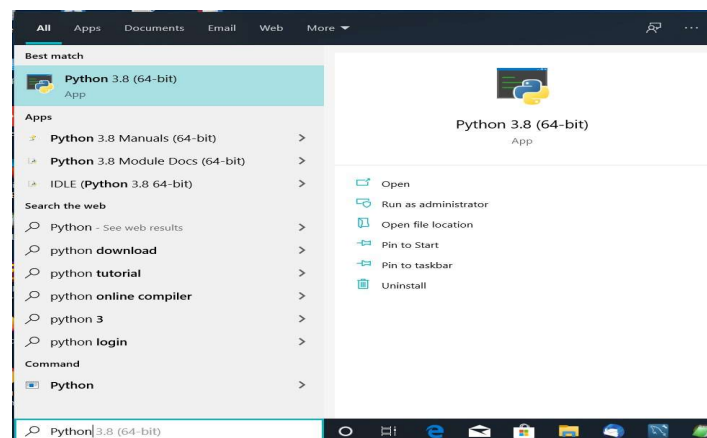 All Apps Documents Email Web More
Best match
Python 3.8 (64-bit)
App
Apps
Python 3.8 Manuals (64-bit)
Python 3.8 Module Docs (64-bit)
IDLE (Python 3.8 64-bit)
Search the web
Python - See web results
python download
python tutorial
python online compiler
python 3
python login
Command
Python
Python 3.8 (64-bit)
Python 3.8 (64-bit)
App
Open
Run as administrator
Open file location
Pin to Start
Pin to taskbar
Uninstall